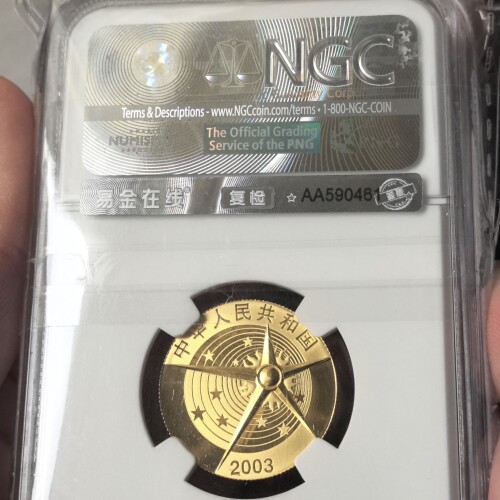 NGC
Terms & Descriptions - www.NGCcoin.com/terms • 1-800-NGC-COIN
The Official Grading
Service of the PNG
易金在线 复检 ☆ AA590461
中华人民共和国
2003